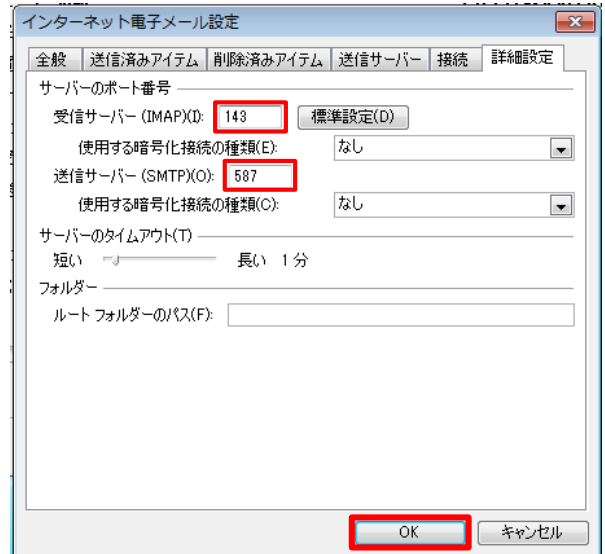 インターネット電子メール設定
全般 送信済みアイテム 削除済みアイテム 送信サーバー 接続 詳細設定
サーバーのポート番号
受信サーバー (IMAP)(I): 143 標準設定(D)
使用する暗号化接続の種類(E): なし
送信サーバー (SMTP)(O): 587
使用する暗号化接続の種類(C): なし
サーバーのタイムアウト(T)
短い 長い 1 分
フォルダー
ルート フォルダーのパス(F):
OK キャンセル